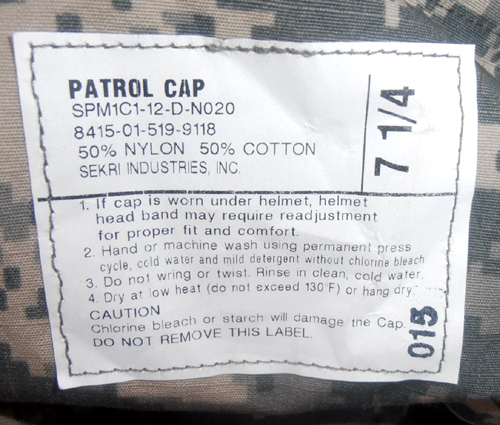 PATROL CAP
SPM1C1-12-D-N020
8415-01-519-9118
50% NYLON 50% COTTON
SEKRI INDUSTRIES, INC.
7 1/4
1. If cap is worn under helmet, helmet
head band may require readjustment
for proper fit and comfort.
2. Hand or machine wash using permanent press
cycle, cold water and mild detergent without chlorine bleach
3. Do not wring or twist. Rinse in clean, cold water.
4. Dry at low heat (do not exceed 130°F) or hang dry.
CAUTION
Chlorine bleach or starch will damage the Cap.
DO NOT REMOVE THIS LABEL.
015